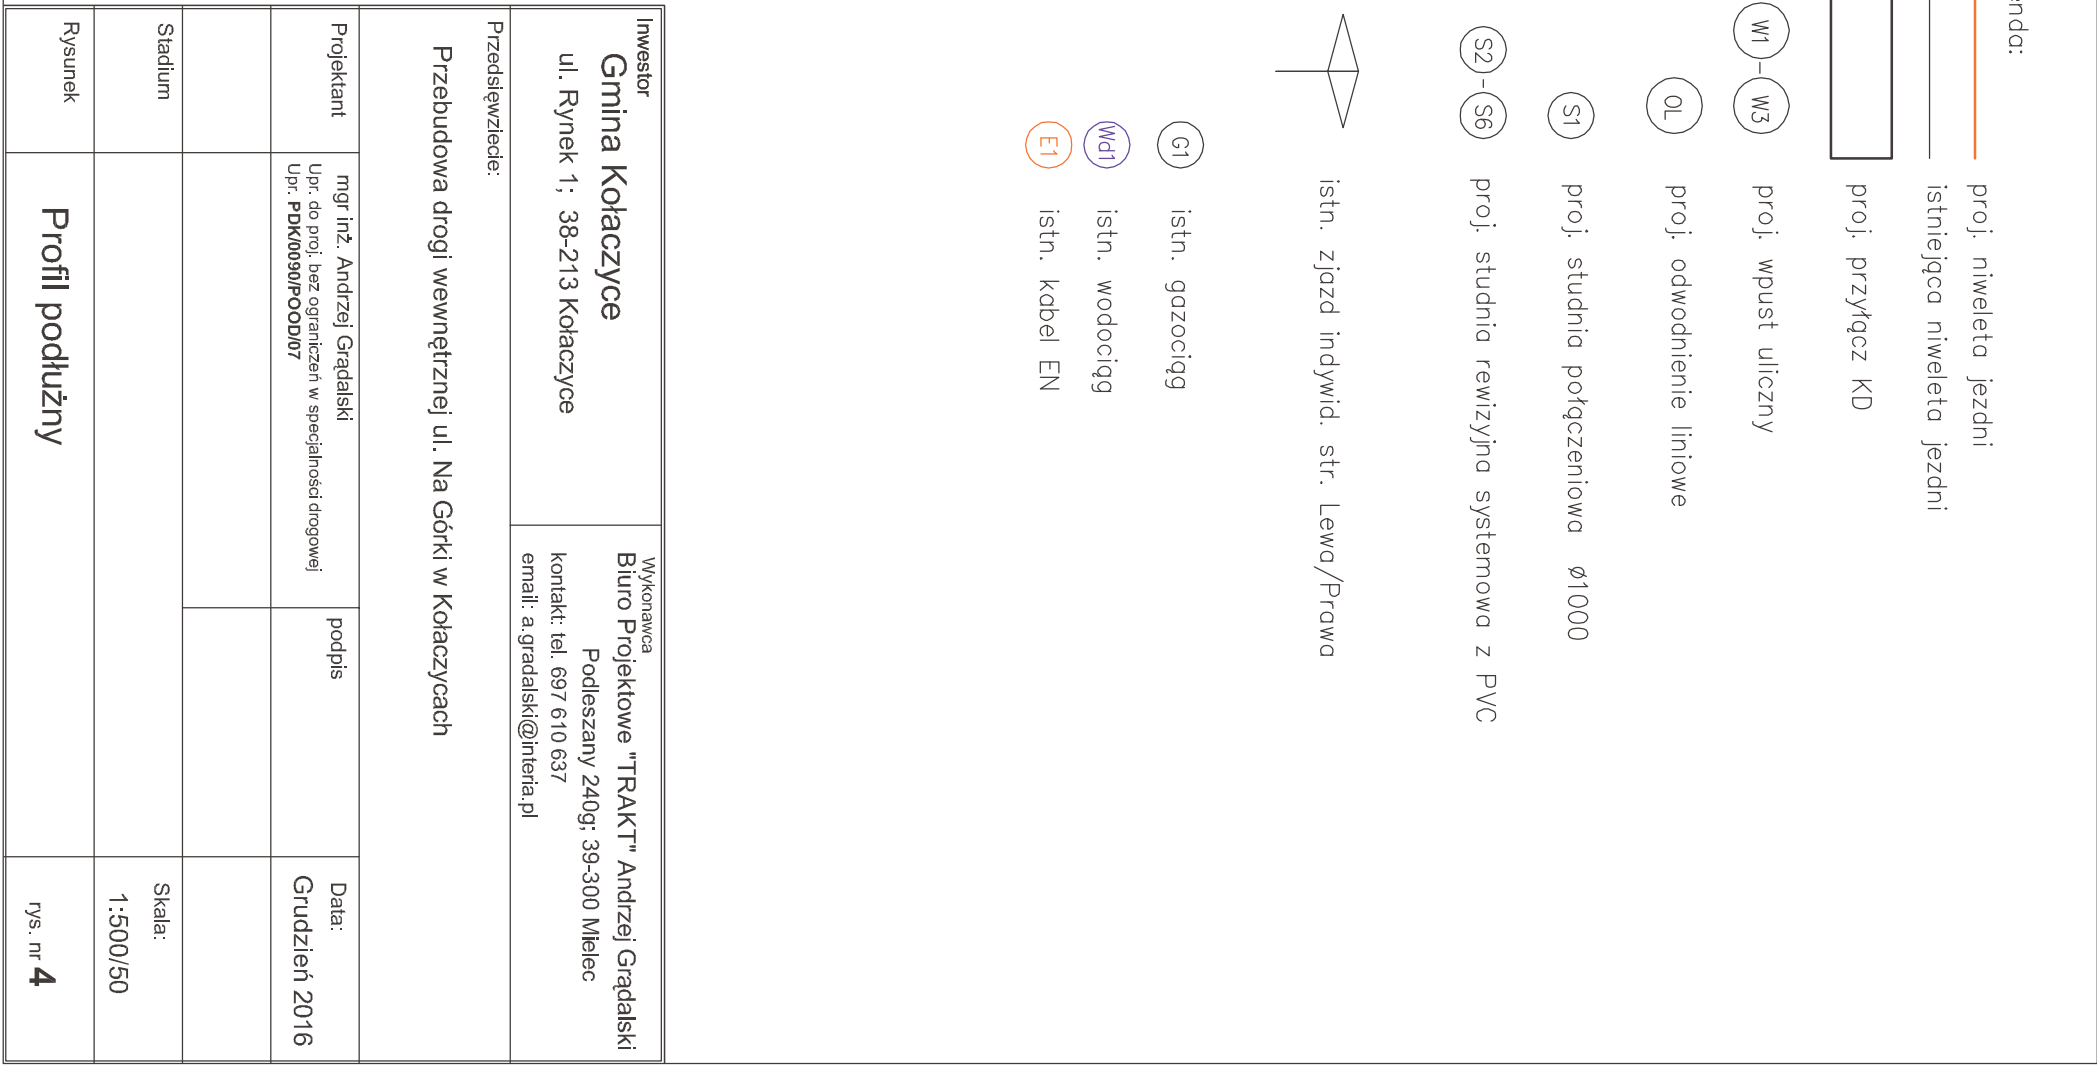 enda:
proj. niweleta jezdni
istniejąca niweleta jezdni
proj. przyłącz KD
W1 - W3 proj. wpust uliczny
OL proj. odwodnienie liniowe
S1 proj. studnia połączeniowa ø1000
S2 - S6 proj. studnia rewizyjna systemowa z PVC
istn. zjazd indywid. str. Lewa/Prawa
G1 istn. gazociąg
Wd1 istn. wodociąg
E1 istn. kabel EN
Inwestor
Gmina Kołaczyce
ul. Rynek 1; 38-213 Kołaczyce
Wykonawca
Biuro Projektowe "TRAKT" Andrzej Grądalski
Podleszany 240g; 39-300 Mielec
kontakt: tel. 697 610 637
email: a.gradalski@interia.pl
Przedsięwzięcie:
Przebudowa drogi wewnętrznej ul. Na Górki w Kołaczycach
Projektant
mgr inż. Andrzej Grądalski
Upr. do proj. bez ograniczeń w specjalności drogowej
Upr. PDK/0090/POOD/07
podpis
Data:
Grudzień 2016
Stadium
Skala:
1:500/50
Rysunek
Profil podłużny
rys. nr 4